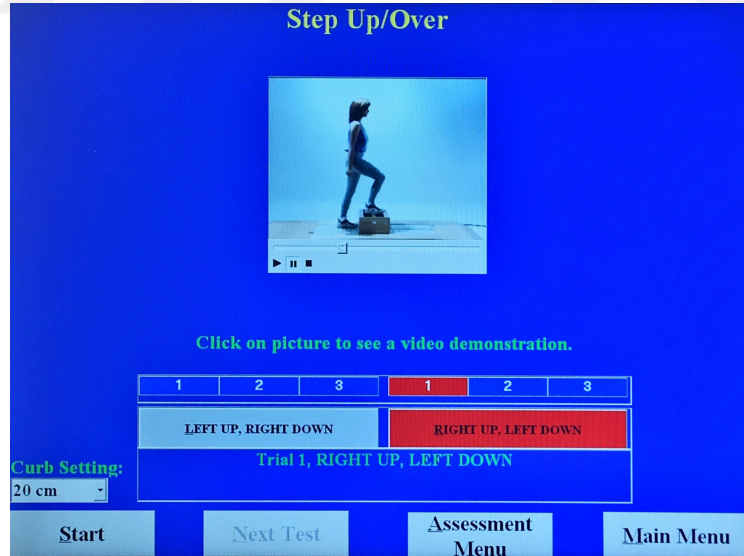 Step Up/Over
Click on picture to see a video demonstration.
1 2 3 1 2 3
LEFT UP, RIGHT DOWN RIGHT UP, LEFT DOWN
Trial 1, RIGHT UP, LEFT DOWN
Curb Setting:
20 cm
Start Next Test Assessment Menu Main Menu